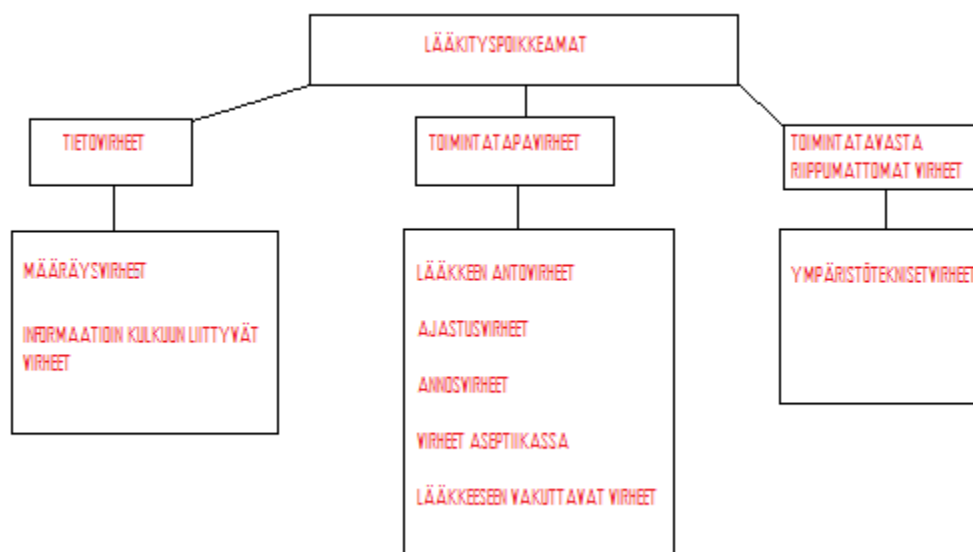 LÄÄKITYSPOIKKEAMAT
TIETOVIRHEET
TOIMINTATAPAVIRHEET
TOIMINTATAVASTA
RIIPPUMATTOMAT VIRHEET
MÄÄRÄYSVIRHEET
INFORMAATIOIN KULKUUN LIITTYVÄT
VIRHEET
LÄÄKKEEN ANTOVIRHEET
AJASTUSVIRHEET
ANNOSVIRHEET
VIRHEET ASEPTIIKASSA
LÄÄKKEESEEN VAKUTTAVAT VIRHEET
YMPÄRISTÖTEKNISETVIRHEET